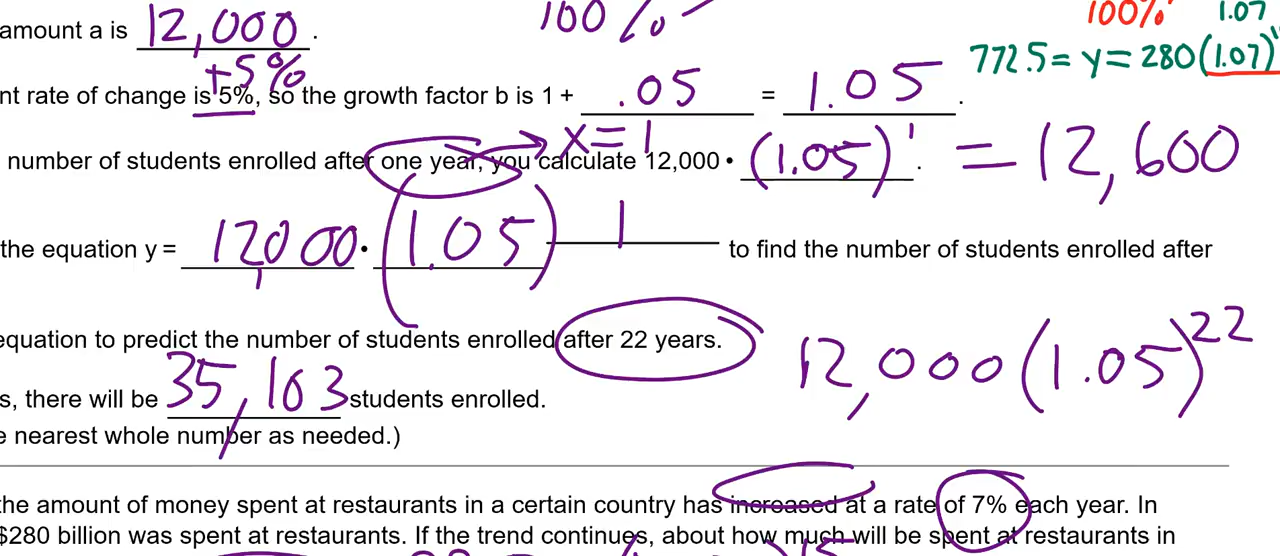 100% 100% 1.07
amount a is 12,000.
+5% 772.5 = y = 280(1.07)
nt rate of change is 5%, so the growth factor b is 1 + .05 = 1.05.
x = 1
number of students enrolled after one year, you calculate 12,000 • (1.05)¹. = 12,600
the equation y = 12,000 • (1.05) 1 to find the number of students enrolled after
equation to predict the number of students enrolled after 22 years. 12,000(1.05)²²
s, there will be 35,103 students enrolled.
e nearest whole number as needed.)
the amount of money spent at restaurants in a certain country has increased at a rate of 7% each year. In
$280 billion was spent at restaurants. If the trend continues, about how much will be spent at restaurants in